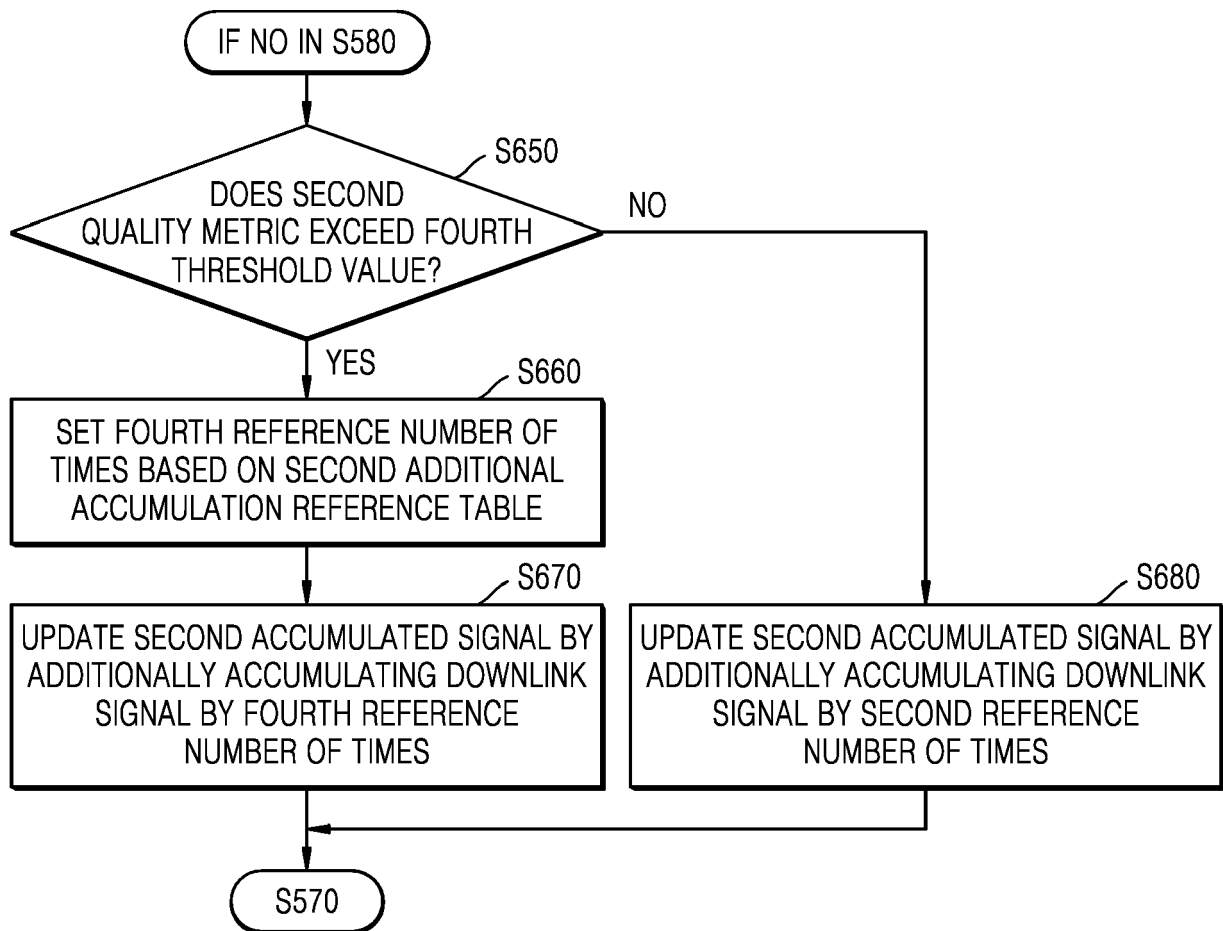 IF NO IN S580
S650
DOES SECOND
QUALITY METRIC EXCEED FOURTH
THRESHOLD VALUE?
NO
YES
S660
SET FOURTH REFERENCE NUMBER OF
TIMES BASED ON SECOND ADDITIONAL
ACCUMULATION REFERENCE TABLE
S670
UPDATE SECOND ACCUMULATED SIGNAL BY
ADDITIONALLY ACCUMULATING DOWNLINK
SIGNAL BY FOURTH REFERENCE
NUMBER OF TIMES
S680
UPDATE SECOND ACCUMULATED SIGNAL BY
ADDITIONALLY ACCUMULATING DOWNLINK
SIGNAL BY SECOND REFERENCE
NUMBER OF TIMES
S570